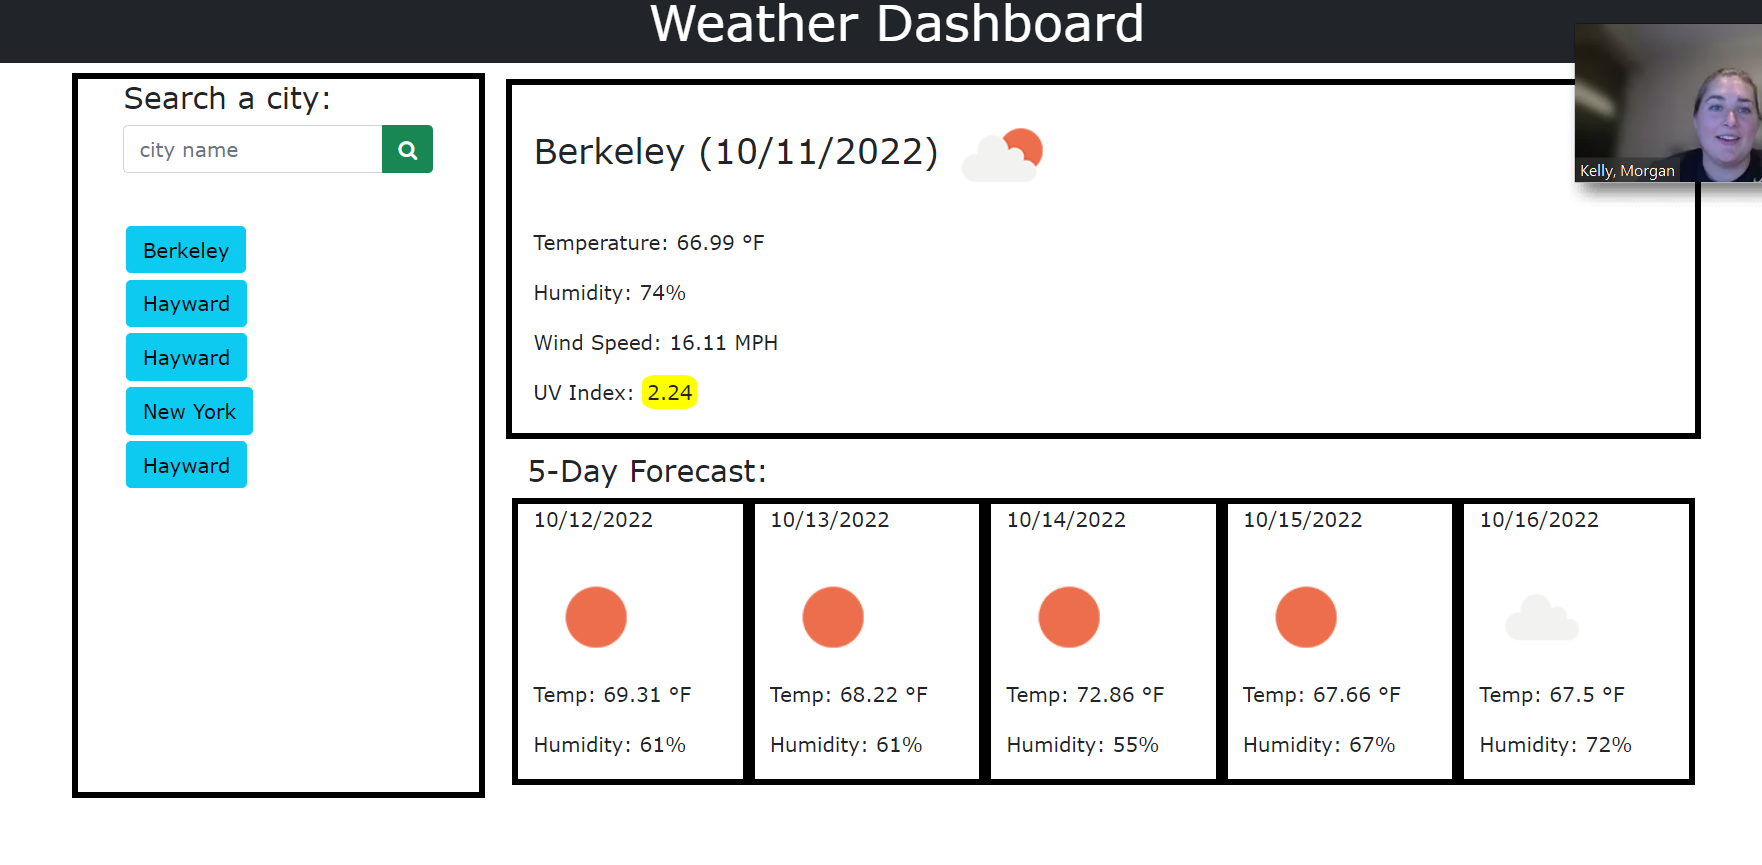 Weather Dashboard
Search a city:
city name
Berkeley
Hayward
Hayward
New York
Hayward
Berkeley (10/11/2022)
Temperature: 66.99 °F
Humidity: 74%
Wind Speed: 16.11 MPH
UV Index: 2.24
Kelly, Morgan
5-Day Forecast:
10/12/2022
Temp: 69.31 °F
Humidity: 61%
10/13/2022
Temp: 68.22 °F
Humidity: 61%
10/14/2022
Temp: 72.86 °F
Humidity: 55%
10/15/2022
Temp: 67.66 °F
Humidity: 67%
10/16/2022
Temp: 67.5 °F
Humidity: 72%